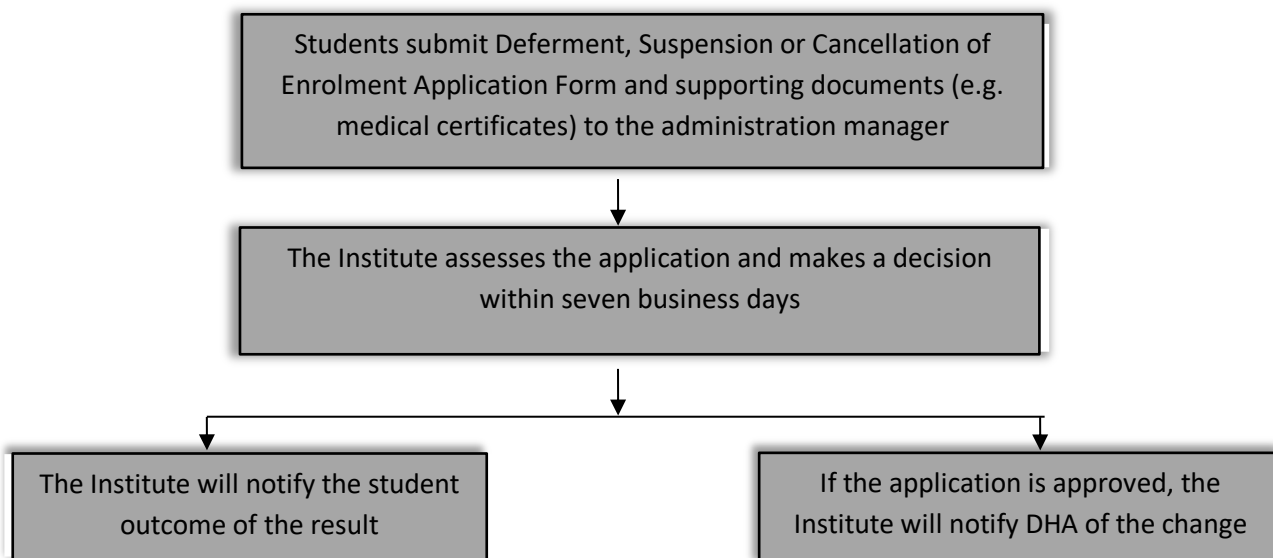 Students submit Deferment, Suspension or Cancellation of
Enrolment Application Form and supporting documents (e.g.
medical certificates) to the administration manager
The Institute assesses the application and makes a decision
within seven business days
The Institute will notify the student
outcome of the result
If the application is approved, the
Institute will notify DHA of the change